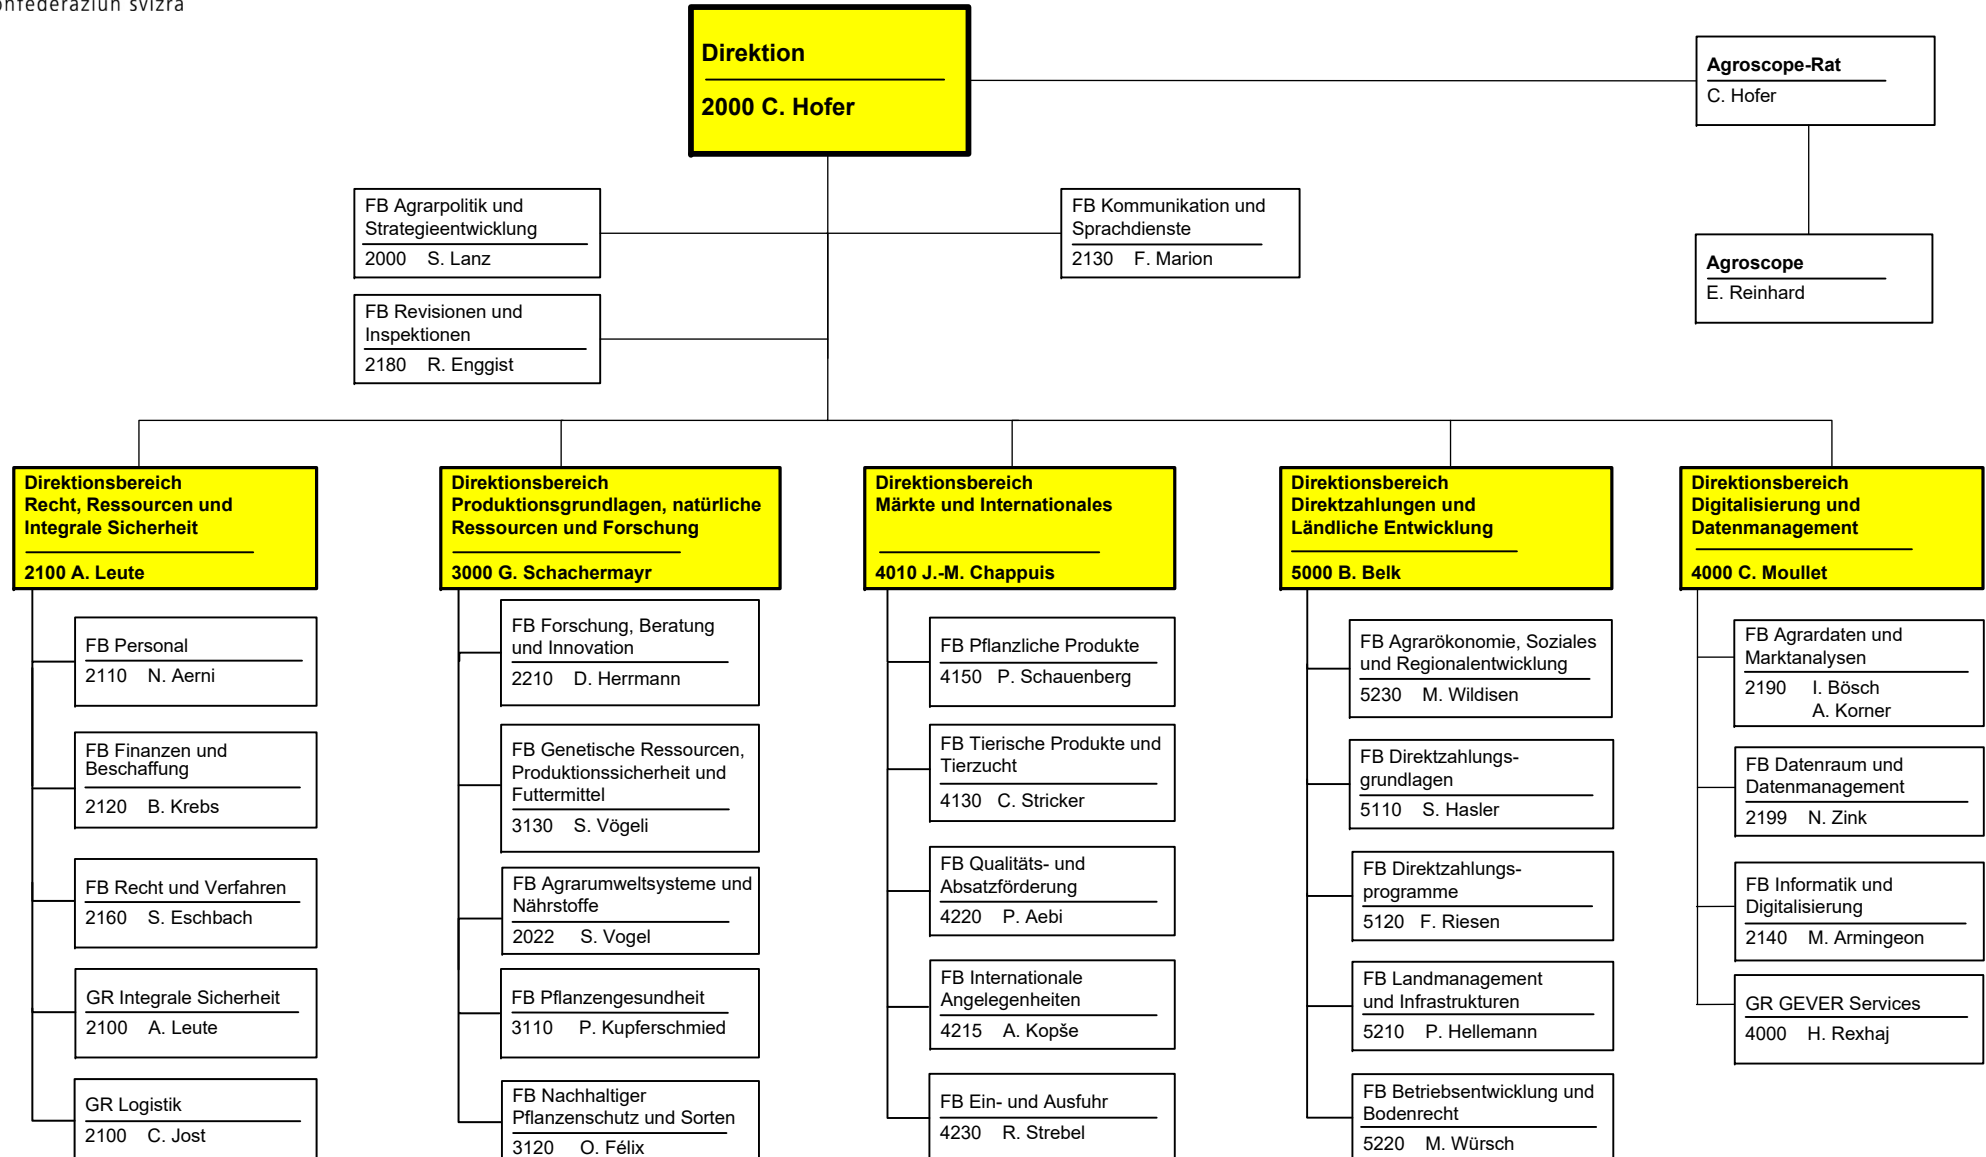 Confederaziun svizra
Direktion
2000 C. Hofer
Agroscope-Rat
C. Hofer
FB Agrarpolitik und
Strategieentwicklung
2000 S. Lanz
FB Kommunikation und
Sprachdienste
2130 F. Marion
Agroscope
E. Reinhard
FB Revisionen und
Inspektionen
2180 R. Enggist
Direktionsbereich
Recht, Ressourcen und
Integrale Sicherheit
2100 A. Leute
FB Personal
2110 N. Aerni
FB Finanzen und
Beschaffung
2120 B. Krebs
FB Recht und Verfahren
2160 S. Eschbach
GR Integrale Sicherheit
2100 A. Leute
GR Logistik
2100 C. Jost
Direktionsbereich
Produktionsgrundlagen, natürliche
Ressourcen und Forschung
3000 G. Schachermayr
FB Forschung, Beratung
und Innovation
2210 D. Herrmann
FB Genetische Ressourcen,
Produktionssicherheit und
Futtermittel
3130 S. Vögeli
FB Agrarumweltsysteme und
Nährstoffe
2022 S. Vogel
FB Pflanzengesundheit
3110 P. Kupferschmied
FB Nachhaltiger
Pflanzenschutz und Sorten
3120 O. Félix
Direktionsbereich
Märkte und Internationales
4010 J.-M. Chappuis
FB Pflanzliche Produkte
4150 P. Schauenberg
FB Tierische Produkte und
Tierzucht
4130 C. Stricker
FB Qualitäts- und
Absatzförderung
4220 P. Aebi
FB Internationale
Angelegenheiten
4215 A. Kopše
FB Ein- und Ausfuhr
4230 R. Strebel
Direktionsbereich
Direktzahlungen und
Ländliche Entwicklung
5000 B. Belk
FB Agrarökonomie, Soziales
und Regionalentwicklung
5230 M. Wildisen
FB Direktzahlungs-
grundlagen
5110 S. Hasler
FB Direktzahlungs-
programme
5120 F. Riesen
FB Landmanagement
und Infrastrukturen
5210 P. Hellemann
FB Betriebsentwicklung und
Bodenrecht
5220 M. Würsch
Direktionsbereich
Digitalisierung und
Datenmanagement
4000 C. Moullet
FB Agrardaten und
Marktanalysen
2190 I. Bösch
A. Korner
FB Datenraum und
Datenmanagement
2199 N. Zink
FB Informatik und
Digitalisierung
2140 M. Armingeon
GR GEVER Services
4000 H. Rexhaj